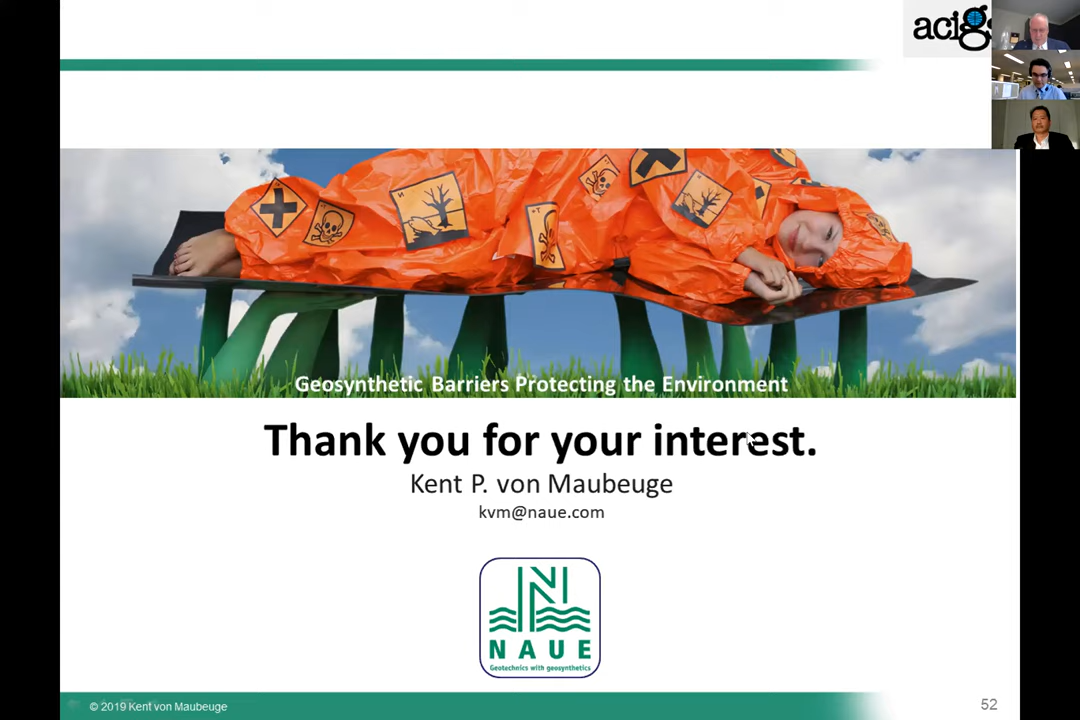 acigs
Geosynthetic Barriers Protecting the Environment
Thank you for your interest.
Kent P. von Maubeuge
kvm@naue.com
NAUE
Geotechnics with geosynthetics
© 2019 Kent von Maubeuge
52